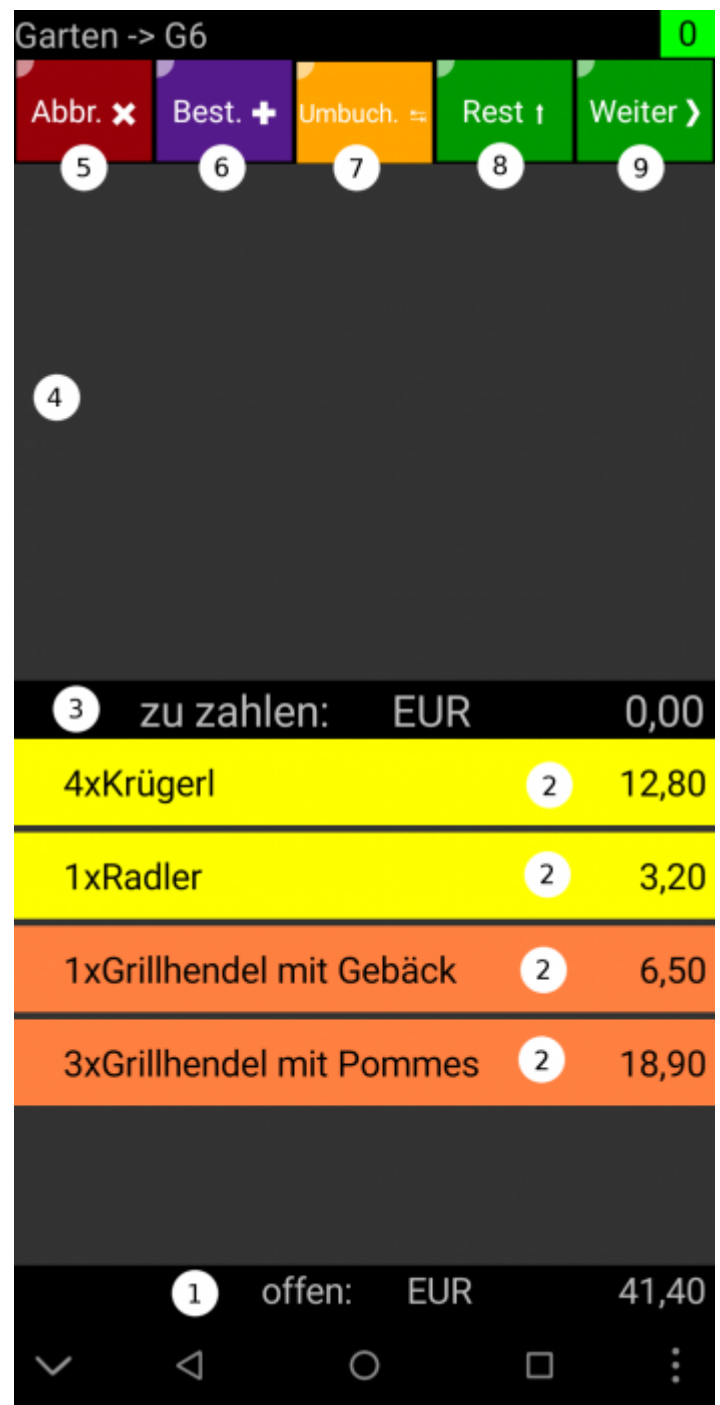 Garten -> G6 0
Abbr. ✖ Best. ✚ Umbuch. ⇆ Rest ↑ Weiter ❯
5 6 7 8 9
4
3 zu zahlen: EUR 0,00
4xKrügerl 2 12,80
1xRadler 2 3,20
1xGrillhendel mit Gebäck 2 6,50
3xGrillhendel mit Pommes 2 18,90
1 offen: EUR 41,40